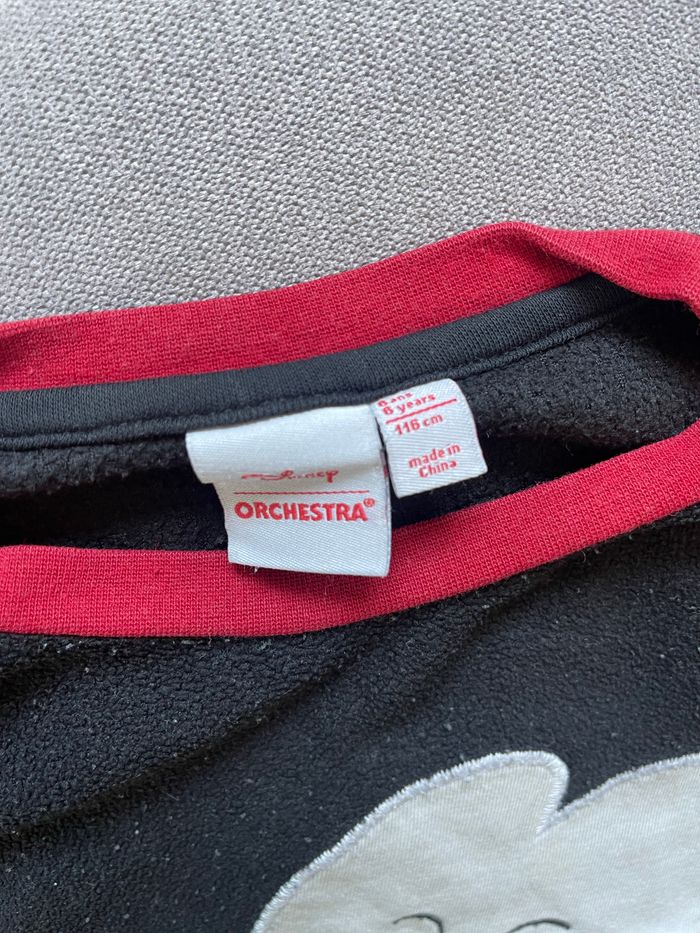 Disney
ORCHESTRA®
6 ans
6 years
116 cm
made in
China